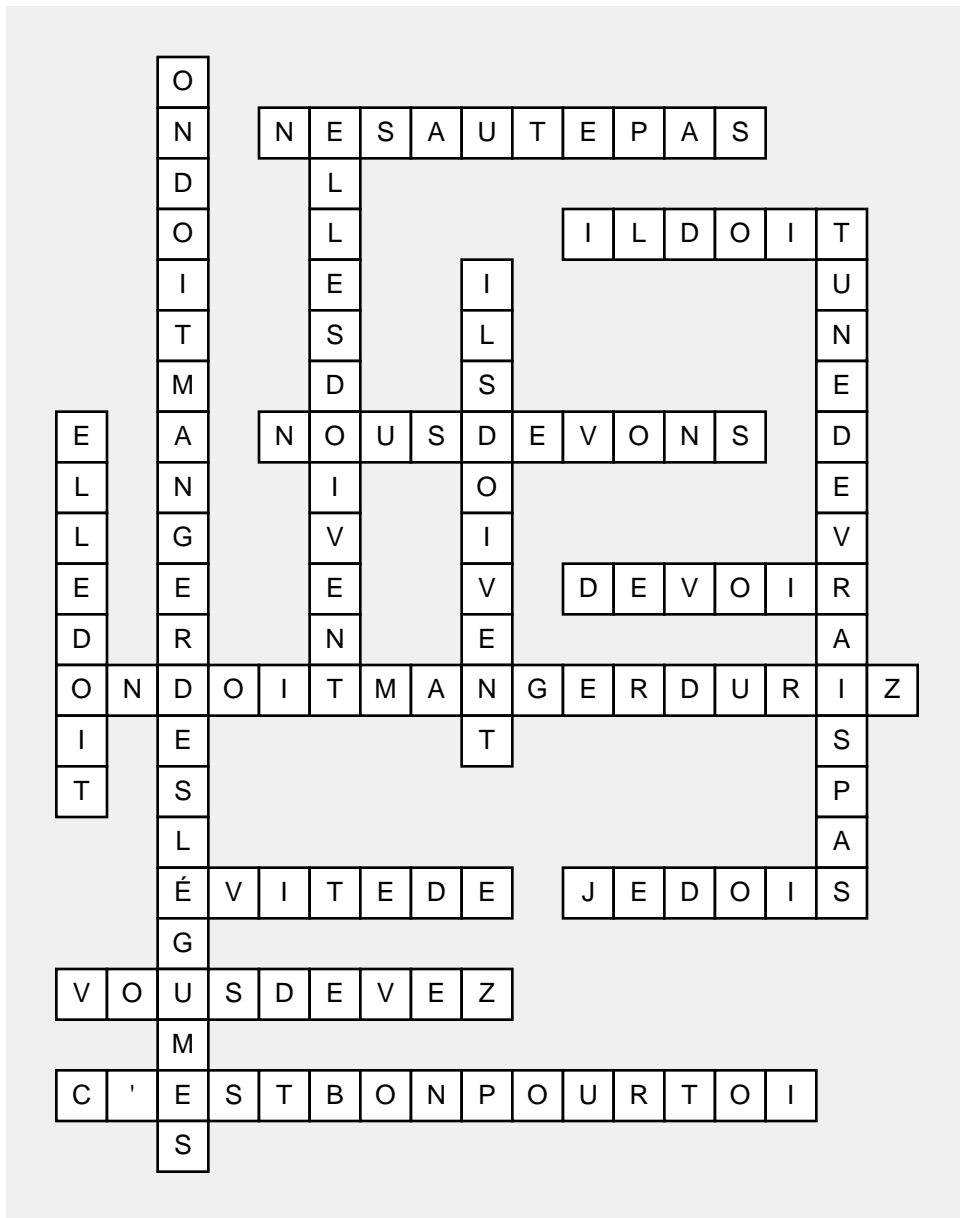 ONDOITMANGERDESLÉGUMES
NESAUTEPAS
ELLESDOIVENT
ILDOIT
TUNEDEVRAISPAS
ILSDOIVENT
ELLEDOIT
NOUSDEVONS
DEVOIR
ONDOITMANGERDURIZ
ÉVITEDE
JEDOIS
VOUSDEVEZ
C'ESTBONPOURTOI